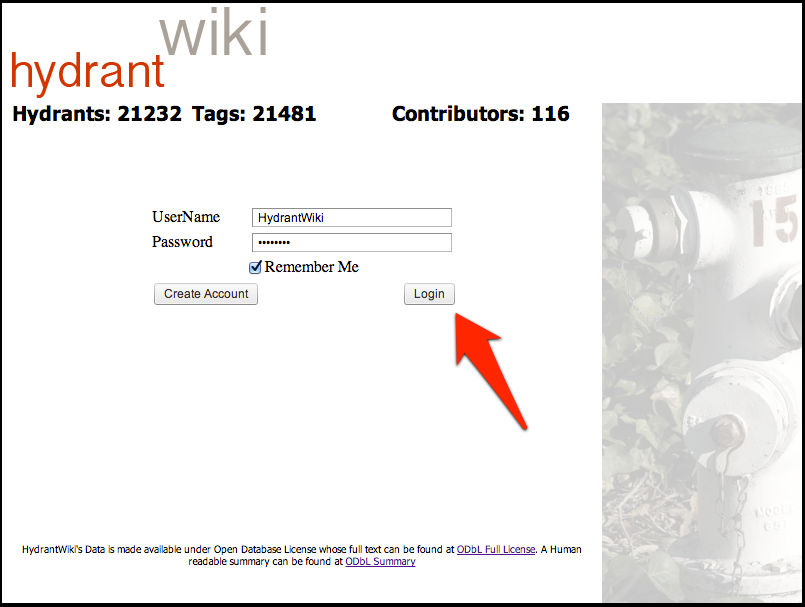 wiki
hydrant
Hydrants: 21232 Tags: 21481 Contributors: 116
UserName HydrantWiki
Password ••••••••
Remember Me
Create Account Login
15
HydrantWiki's Data is made available under Open Database License whose full text can be found at ODbL Full License. A Human
readable summary can be found at ODbL Summary